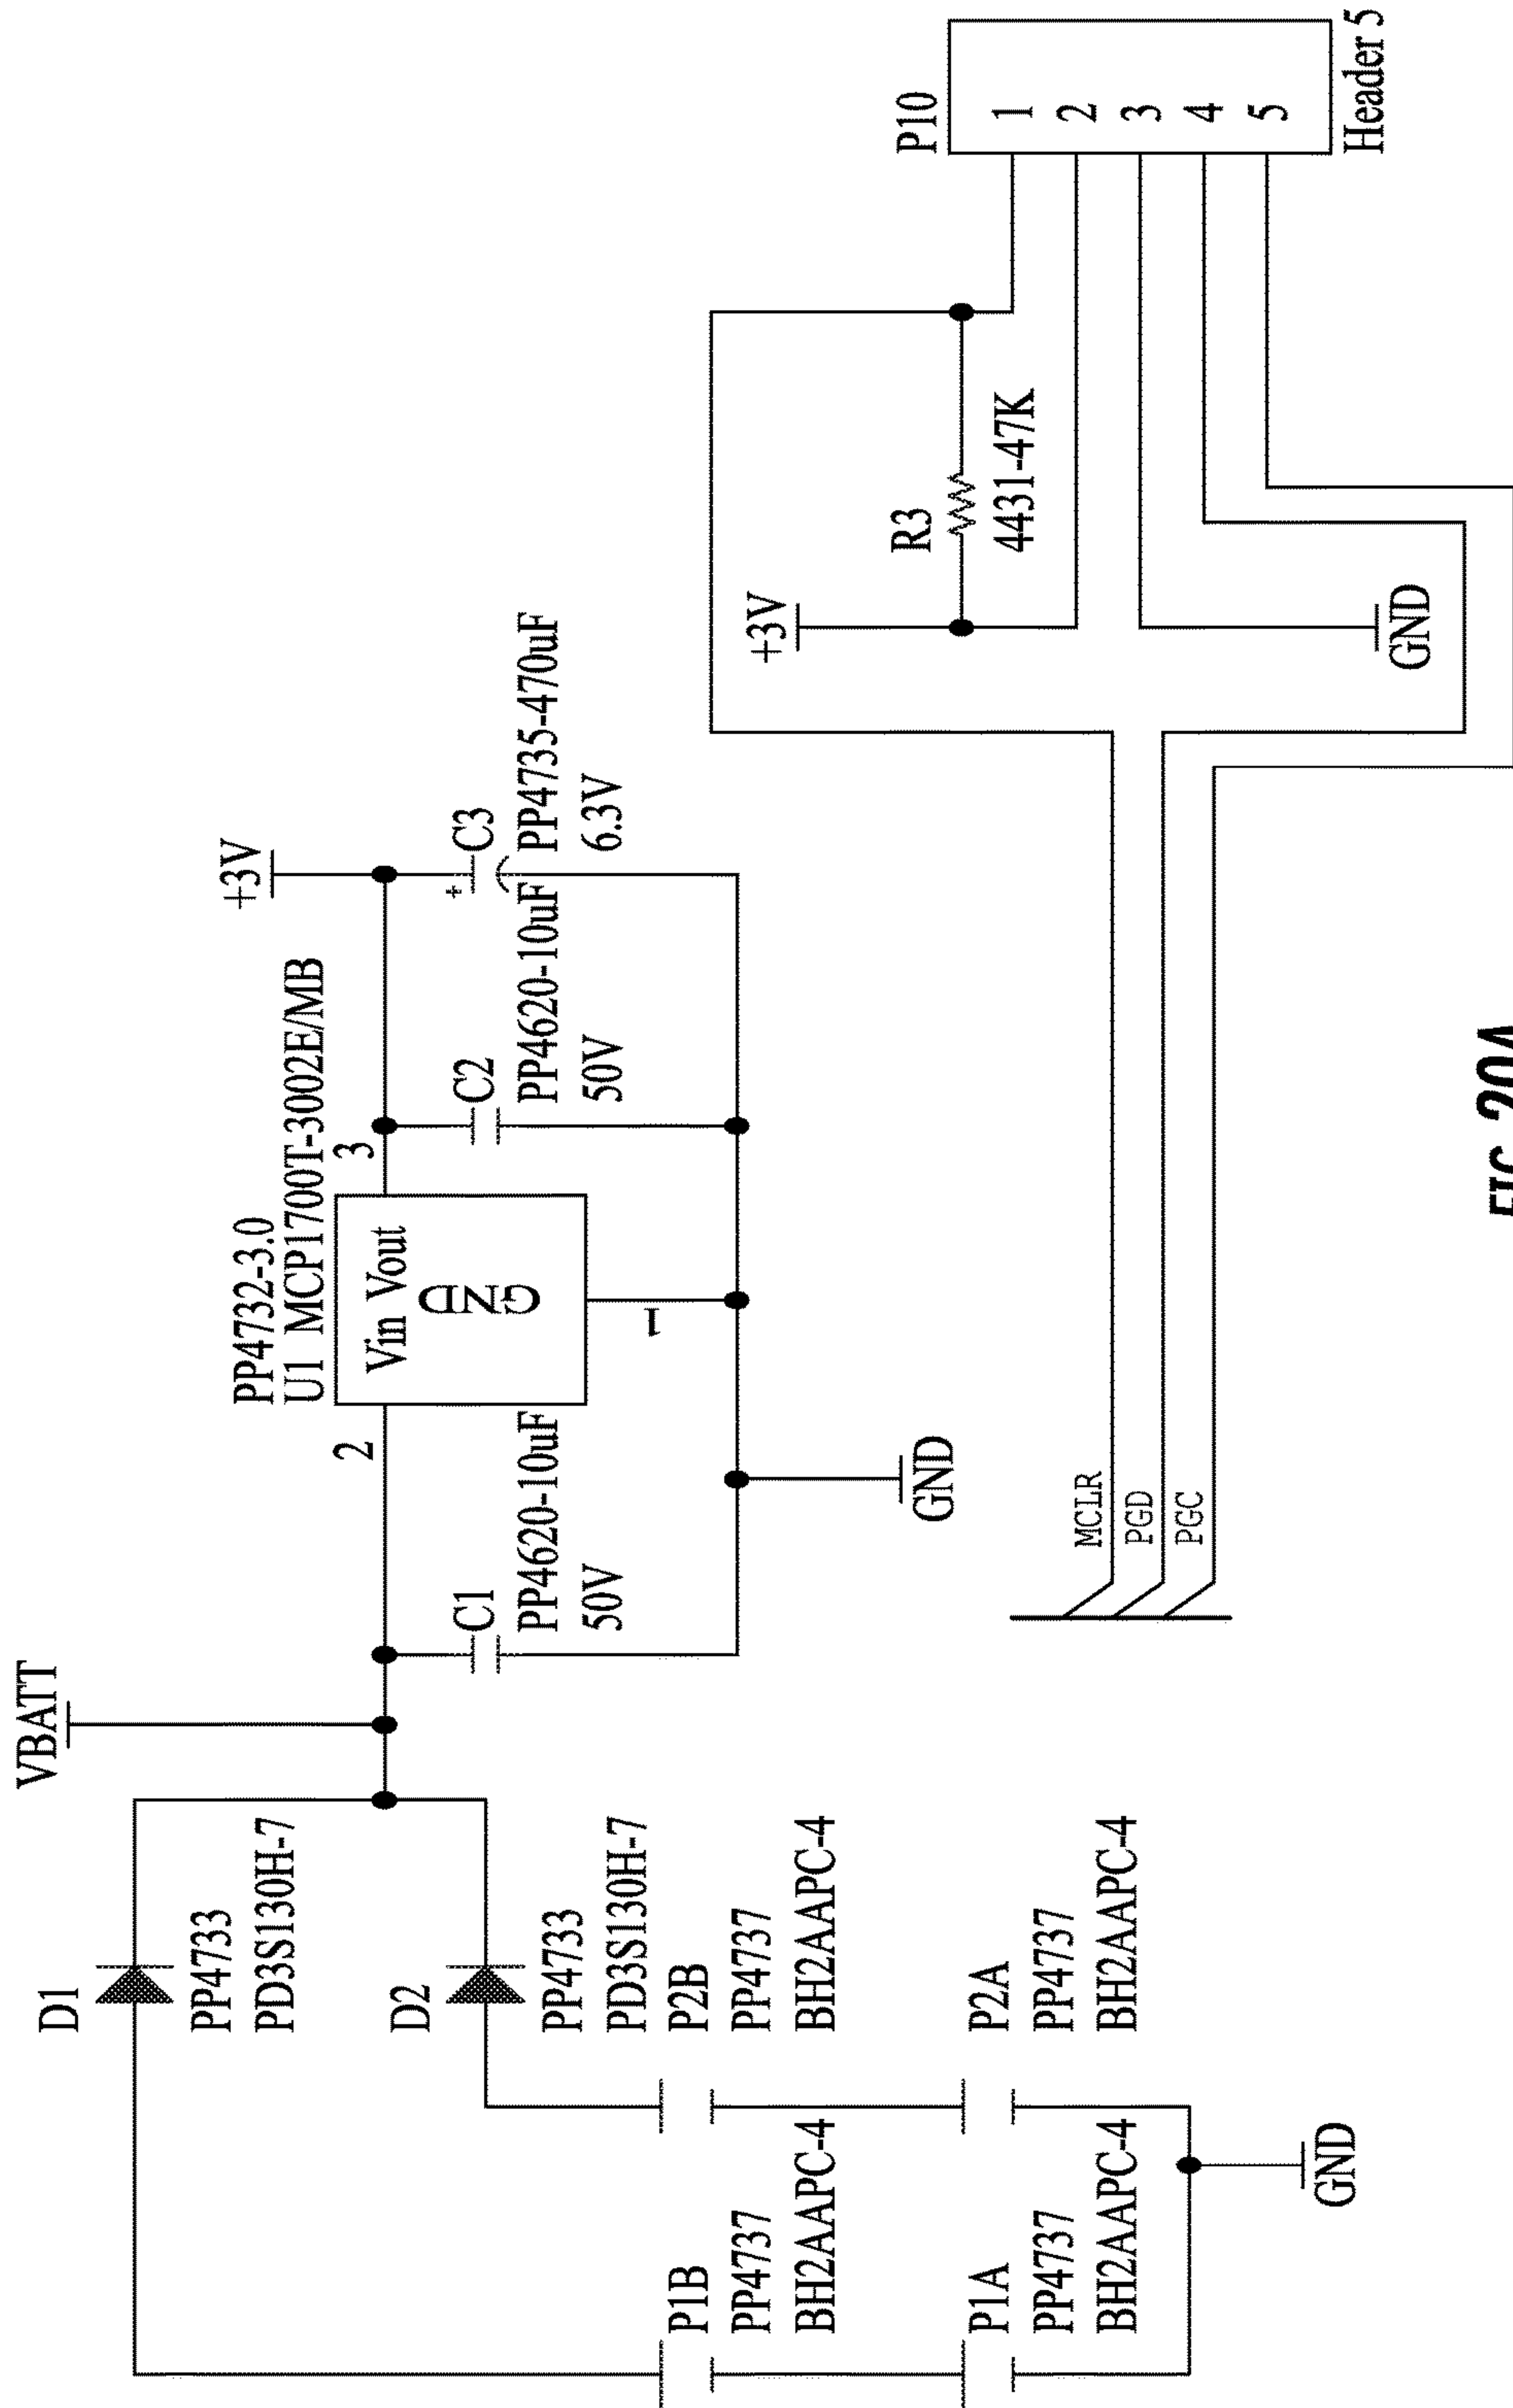 VBATT
D1
PP4733
PD3S130H-7
D2
PP4733
PD3S130H-7
P1B
PP4737
BH2AAPC-4
P2B
PP4737
BH2AAPC-4
P1A
PP4737
BH2AAPC-4
P2A
PP4737
BH2AAPC-4
GND
PP4732-3.0
U1 MCP1700T-3002E/MB
2
Vin Vout
GND
3
1
C1
PP4620-10uF
50V
C2
PP4620-10uF
50V
+3V
+
C3
PP4735-470uF
6.3V
GND
MCLR
PGD
PGC
+3V
R3
4431-47K
GND
P10
1
2
3
4
5
Header 5
FIG. 20A